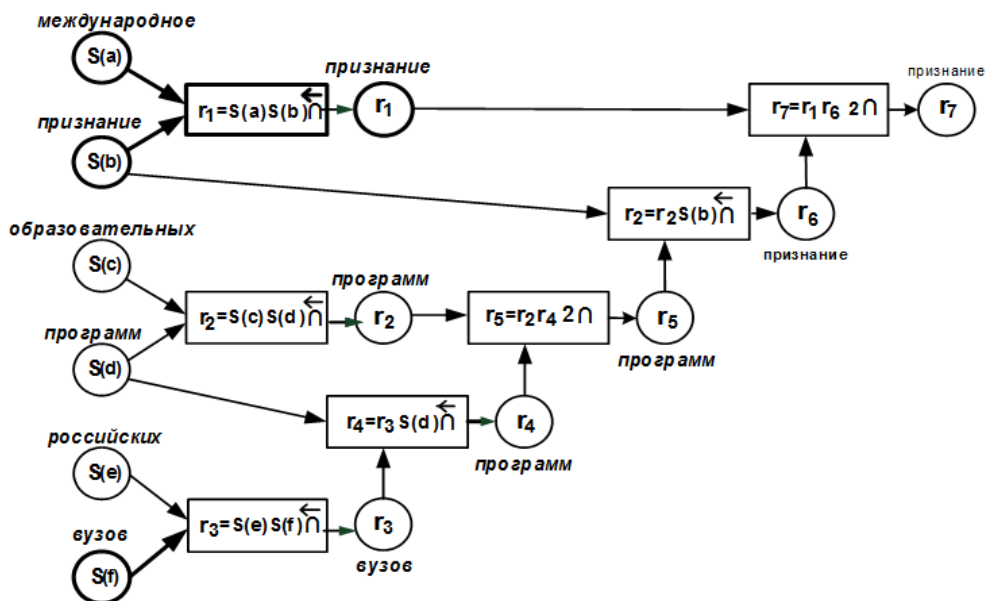 международное
S(a)
признание
признание
r₁=S(a)S(b)∩⃖
r₁
r₇=r₁ r₆ 2∩
r₇
признание
S(b)
r₂=r₂S(b)∩⃖
r₆
признание
образовательных
S(c)
программ
r₂=S(c)S(d)∩⃖
r₂
r₅=r₂r₄ 2∩
r₅
программ
программ
S(d)
r₄=r₃ S(d)∩⃖
r₄
программ
российских
S(e)
r₃=S(e)S(f)∩⃖
r₃
вузов
вузов
S(f)